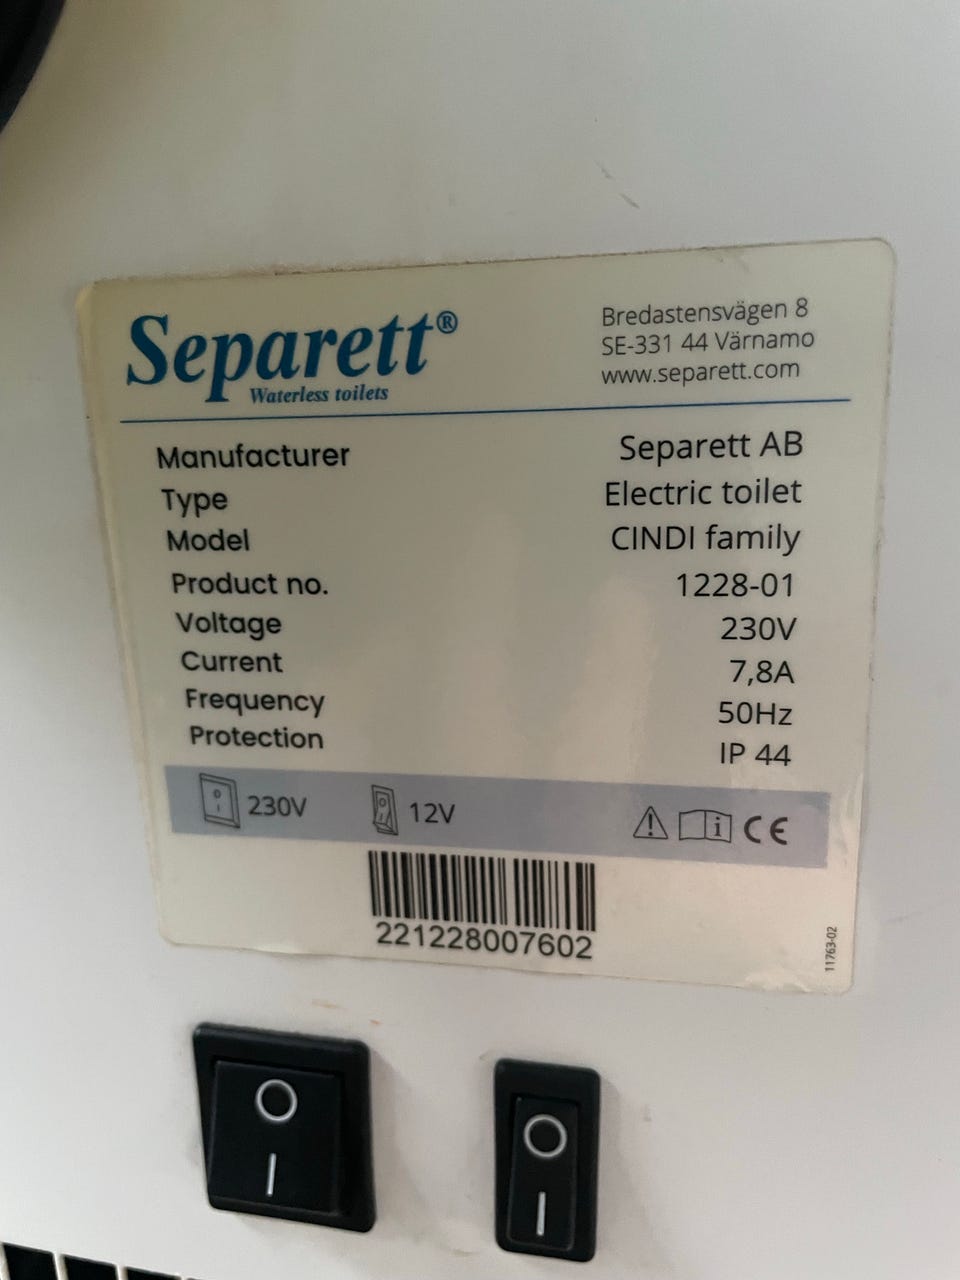 Separett®
Waterless toilets
Bredastensvägen 8
SE-331 44 Värnamo
www.separett.com
Manufacturer Separett AB
Type Electric toilet
Model CINDI family
Product no. 1228-01
Voltage 230V
Current 7,8A
Frequency 50Hz
Protection IP 44
230V 12V CE
221228007602
11763-02